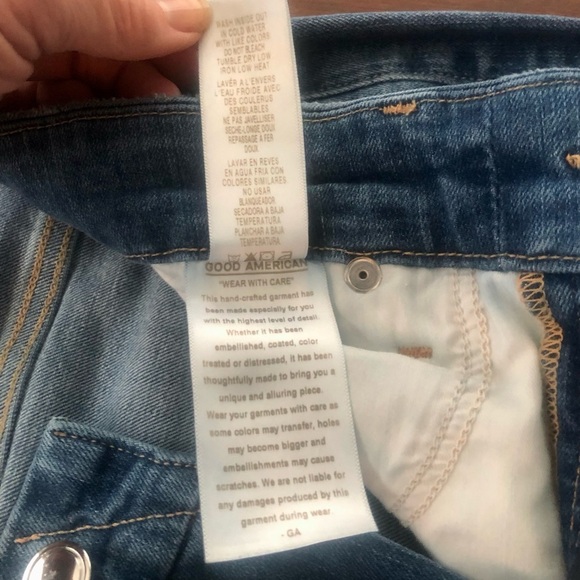 WASH INSIDE OUT
IN COLD WATER
WITH LIKE COLORS
DO NOT BLEACH
TUMBLE DRY LOW
IRON LOW HEAT
LAVER À L'ENVERS
L'EAU FROIDE AVEC
DES COULERUG
SEMBLABLES
NE PAS JAVELLINER
SECHE-LONGE DOUX
REPASSAGE A FER
DOUX
LAVAR EN REVES
EN AGUA FRIA CON
COLORES SIMILARES
NO USAR
BLANQUEADOR
SECADORA A BAJA
TEMPERATURA
PLANCHAR A BAJA
TEMPERATURA
GOOD AMERICAN
"WEAR WITH CARE"
This hand-crafted garment has
been made especially for you
with the highest level of detail.
Whether it has been
embellished, coated, color
treated or distressed, it has been
thoughtfully made to bring you a
unique and alluring piece.
Wear your garments with care as
some colors may transfer, holes
may become bigger and
embellishments may cause
scratches. We are not liable for
any damages produced by this
garment during wear.
- GA